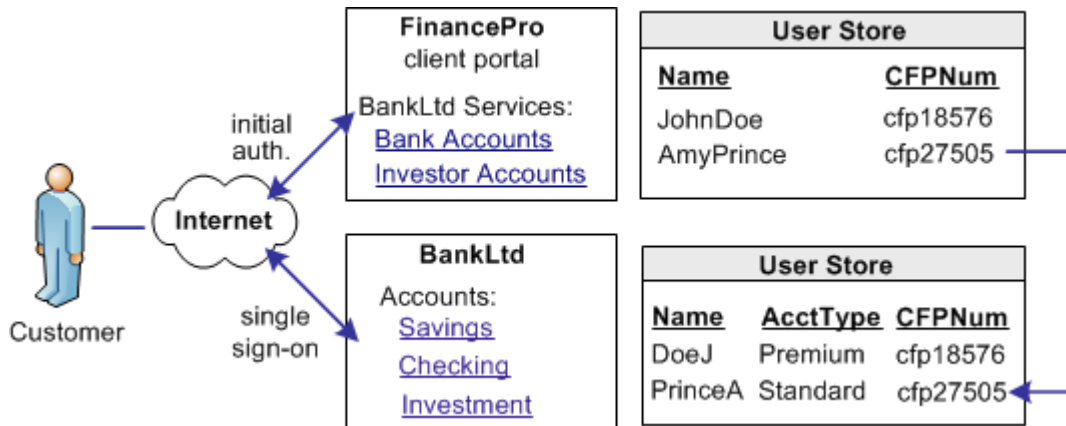 FinancePro
client portal
BankLtd Services:
Bank Accounts
Investor Accounts
User Store
Name CFPNum
JohnDoe cfp18576
AmyPrince cfp27505
initial
auth.
Internet
Customer
single
sign-on
BankLtd
Accounts:
Savings
Checking
Investment
User Store
Name AcctType CFPNum
DoeJ Premium cfp18576
PrinceA Standard cfp27505